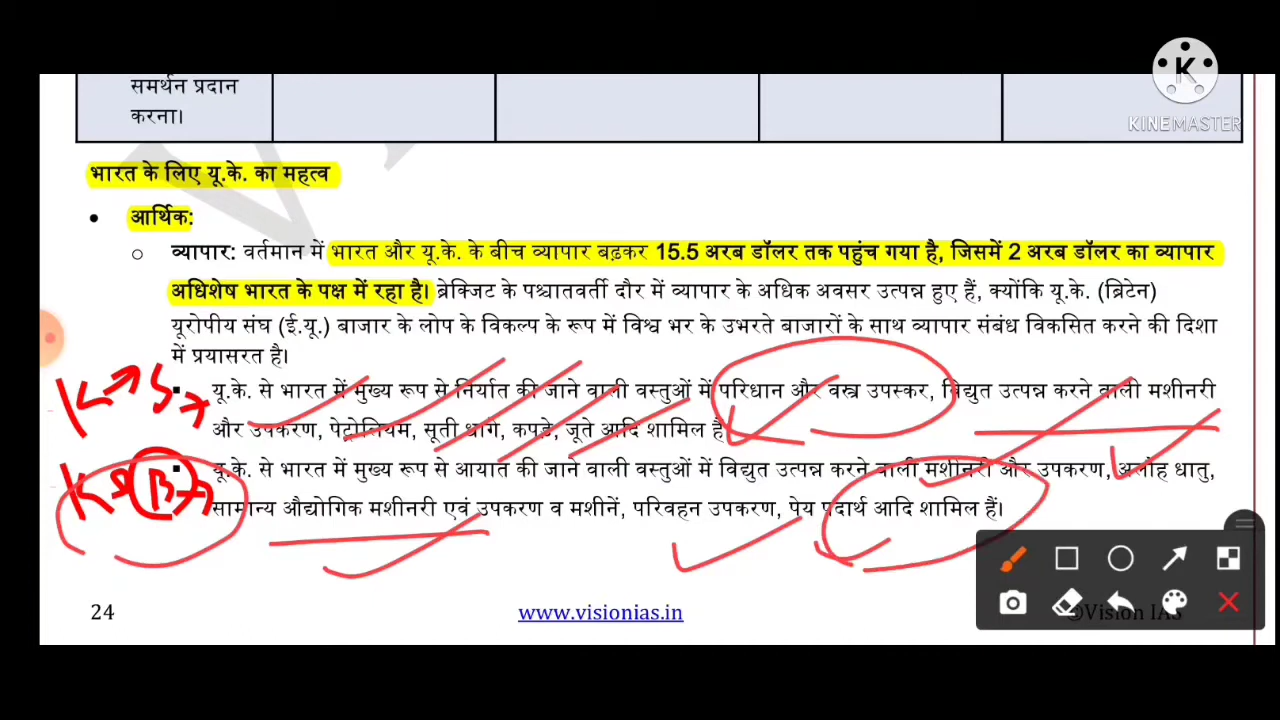 समर्थन प्रदान
करना।
K
KINEMASTER
भारत के लिए यू.के. का महत्व
• आर्थिक:
o व्यापार: वर्तमान में भारत और यू.के. के बीच व्यापार बढ़कर 15.5 अरब डॉलर तक पहुंच गया है, जिसमें 2 अरब डॉलर का व्यापार
अधिशेष भारत के पक्ष में रहा है। ब्रेक्जिट के पश्चातवर्ती दौर में व्यापार के अधिक अवसर उत्पन्न हुए हैं, क्योंकि यू.के. (ब्रिटेन)
यूरोपीय संघ (ई.यू.) बाजार के लोप के विकल्प के रूप में विश्व भर के उभरते बाजारों के साथ व्यापार संबंध विकसित करने की दिशा
में प्रयासरत है।
▪ यू.के. से भारत में मुख्य रूप से निर्यात की जाने वाली वस्तुओं में परिधान और वस्त्र उपस्कर, विद्युत उत्पन्न करने वाली मशीनरी
और उपकरण, पेट्रोलियम, सूती धागे, कपड़े, जूते आदि शामिल हैं
▪ यू.के. से भारत में मुख्य रूप से आयात की जाने वाली वस्तुओं में विद्युत उत्पन्न करने वाली मशीनरी और उपकरण, अलोह धातु,
सामान्य औद्योगिक मशीनरी एवं उपकरण व मशीनें, परिवहन उपकरण, पेय पदार्थ आदि शामिल हैं।
24
www.visionias.in
©Vision IAS